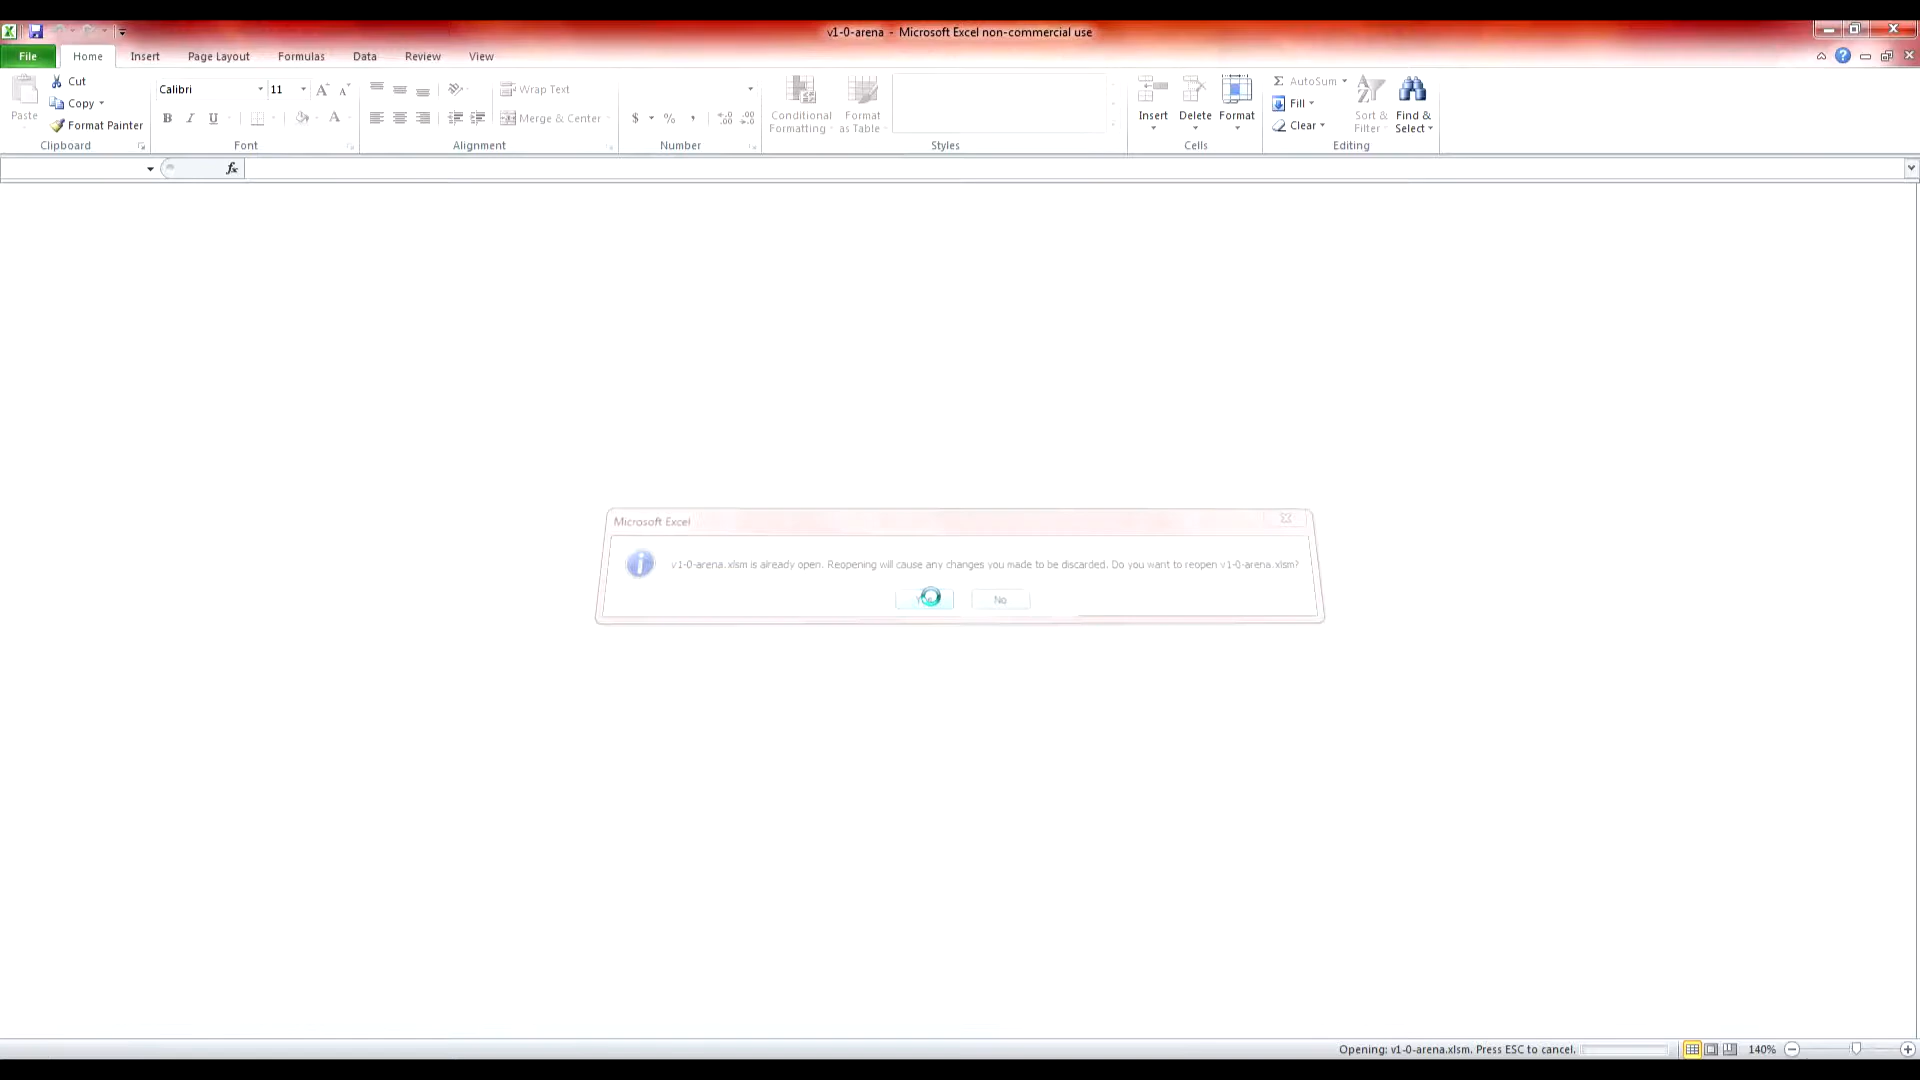 v1-0-arena - Microsoft Excel non-commercial use
File Home Insert Page Layout Formulas Data Review View
Paste
Cut
Copy
Format Painter
Clipboard
Calibri 11
B I U
Font
Wrap Text
Merge & Center
Alignment
$ % ,
Number
Conditional Formatting
Format as Table
Styles
Insert Delete Format
Cells
Σ AutoSum
Fill
Clear
Sort & Filter
Find & Select
Editing
fx
Microsoft Excel
v1-0-arena.xlsm is already open. Reopening will cause any changes you made to be discarded. Do you want to reopen v1-0-arena.xlsm?
No
Opening: v1-0-arena.xlsm. Press ESC to cancel. 140%